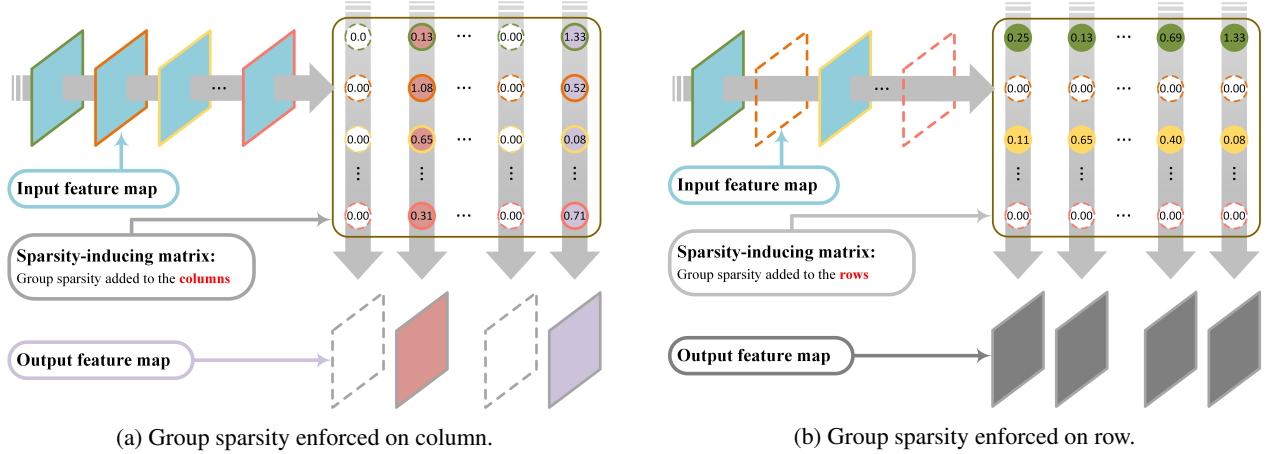 0.0 0.13 ... 0.00 1.33
0.00 1.08 0.00 0.52
...
0.00 0.65 0.00 0.08
Input feature map
0.00 0.31 ... 0.00 0.71
Sparsity-inducing matrix:
Group sparsity added to the columns
Output feature map
(a) Group sparsity enforced on column.
0.25 0.13 ... 0.69 1.33
0.00 0.00 0.00 0.00
...
0.11 0.65 0.40 0.08
Input feature map
0.00 0.00 ... 0.00 0.00
Sparsity-inducing matrix:
Group sparsity added to the rows
Output feature map
(b) Group sparsity enforced on row.